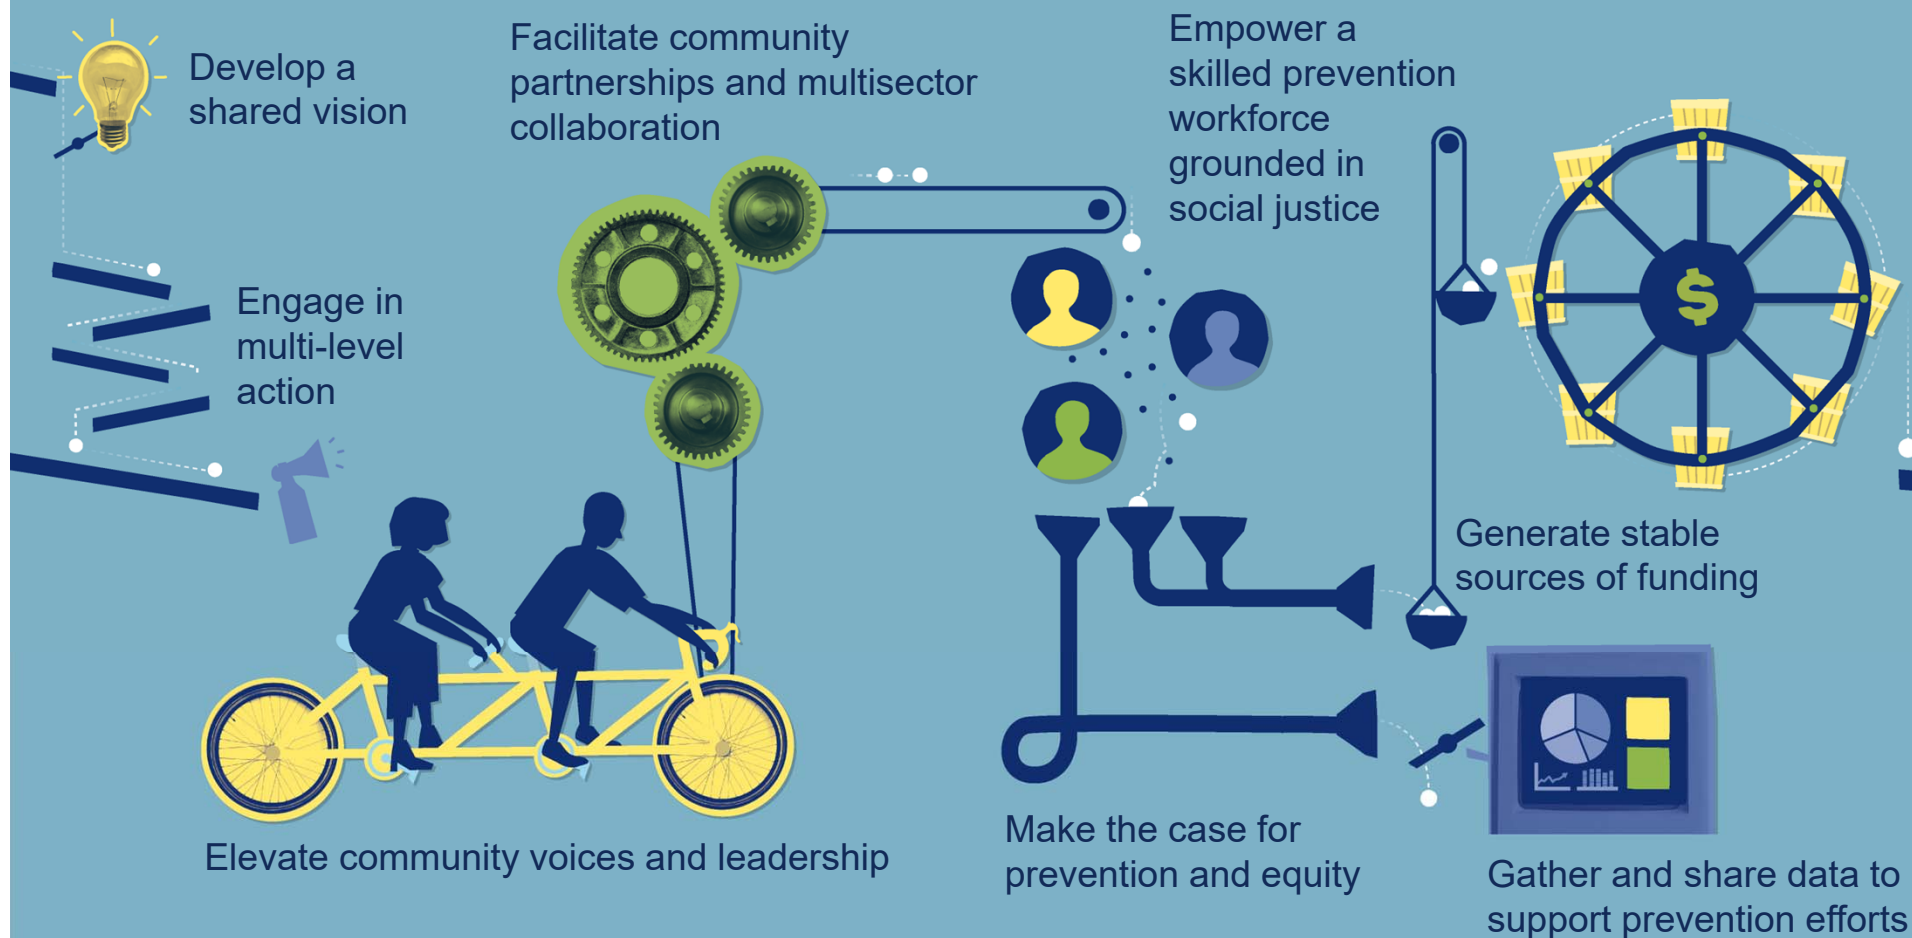 Develop a
shared vision
Facilitate community
partnerships and multisector
collaboration
Empower a
skilled prevention
workforce
grounded in
social justice
Engage in
multi-level
action
$
Generate stable
sources of funding
Elevate community voices and leadership
Make the case for
prevention and equity
Gather and share data to
support prevention efforts